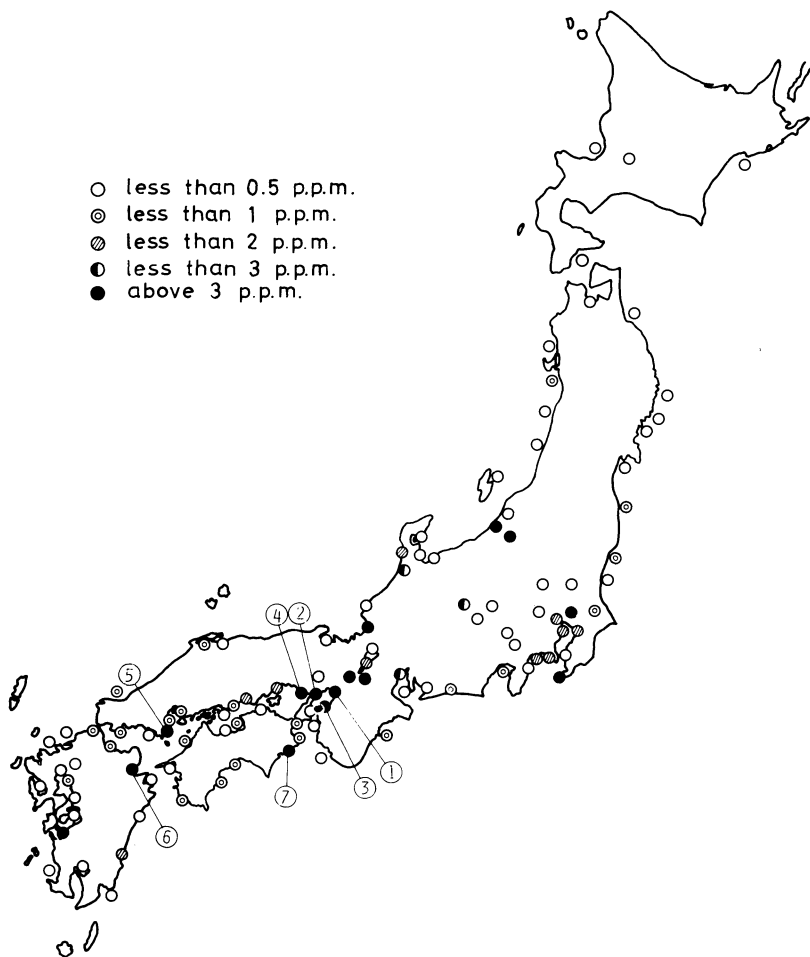 less than 0.5 p.p.m.
less than 1 p.p.m.
less than 2 p.p.m.
less than 3 p.p.m.
above 3 p.p.m.
4 2
5
1
7 3
6